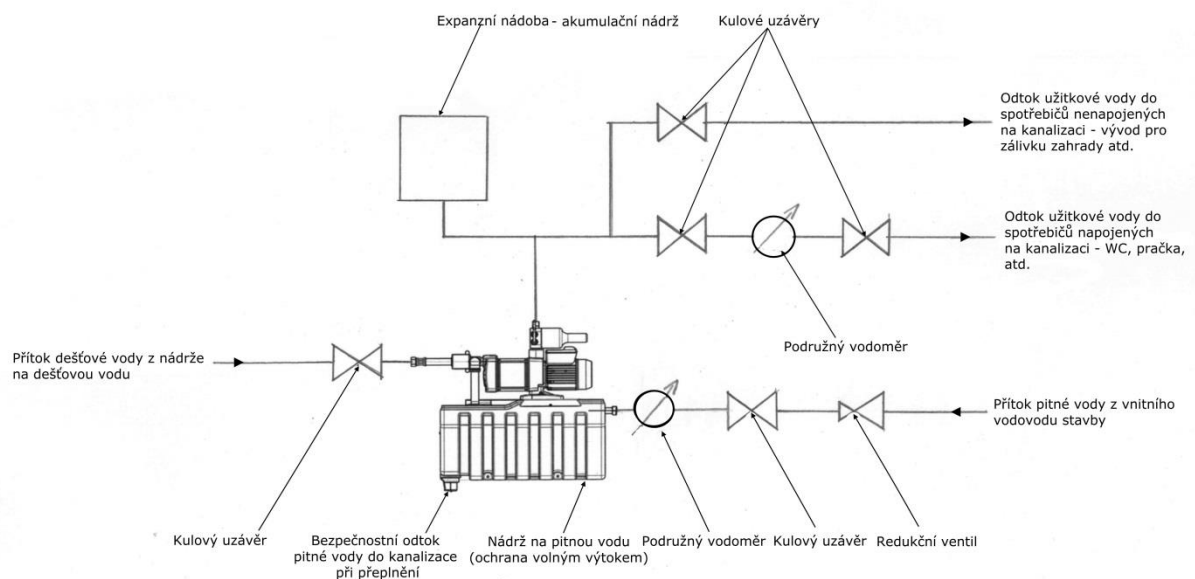 Expanzní nádoba - akumulační nádrž
Kulové uzávěry
Odtok užitkové vody do
spotřebičů nenapojených
na kanalizaci - vývod pro
zálivku zahrady atd.
Odtok užitkové vody do
spotřebičů napojených
na kanalizaci - WC, pračka,
atd.
Podružný vodoměr
Přítok dešťové vody z nádrže
na dešťovou vodu
Přítok pitné vody z vnitního
vodovodu stavby
Kulový uzávěr
Bezpečnostní odtok
pitné vody do kanalizace
při přeplnění
Nádrž na pitnou vodu
(ochrana volným výtokem)
Podružný vodoměr
Kulový uzávěr
Redukční ventil